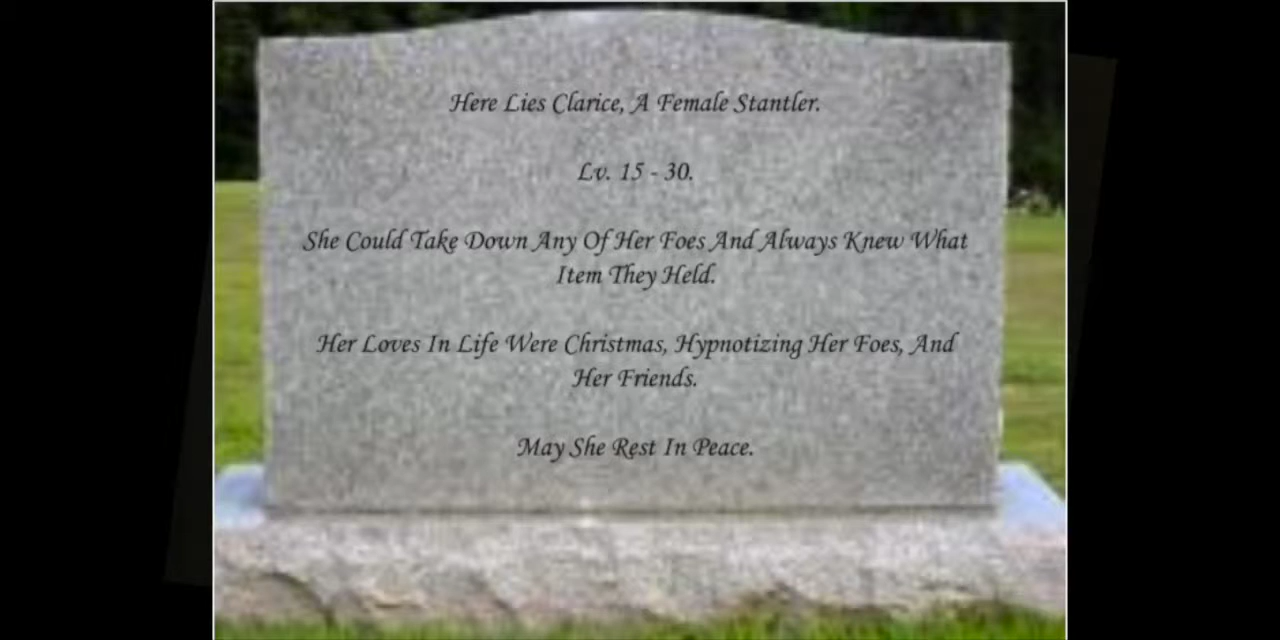 Here Lies Clarice, A Female Stantler.
Lv. 15 - 30.
She Could Take Down Any Of Her Foes And Always Knew What
Item They Held.
Her Loves In Life Were Christmas, Hypnotizing Her Foes, And
Her Friends.
May She Rest In Peace.